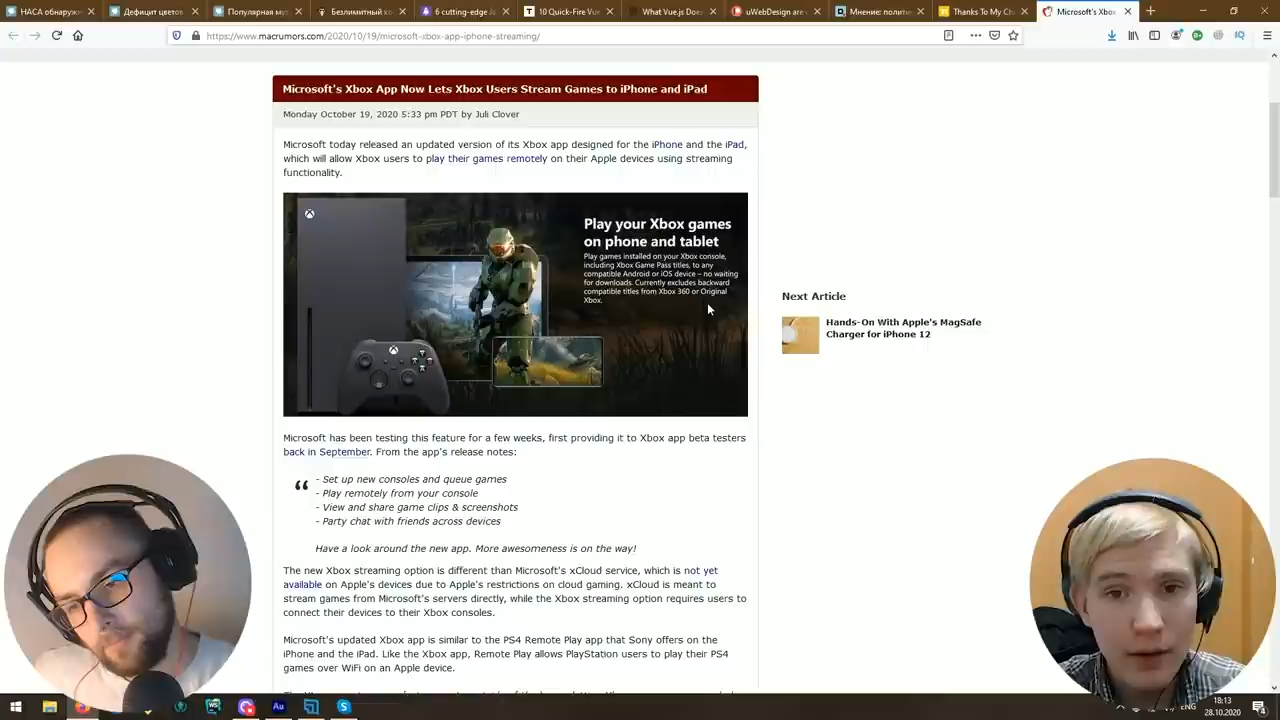 НАСА обнаружи
Дефицит цветов
Популярная муз
Безлимитный хо
6 cutting-edge Ja
10 Quick-Fire Vue
What Vue.js Does
uWebDesign are c
Мнение: полити
Thanks To My Ch
Microsoft's Xbox
https://www.macrumors.com/2020/10/19/microsoft-xbox-app-iphone-streaming/
Microsoft's Xbox App Now Lets Xbox Users Stream Games to iPhone and iPad
Monday October 19, 2020 5:33 pm PDT by Juli Clover
Microsoft today released an updated version of its Xbox app designed for the iPhone and the iPad,
which will allow Xbox users to play their games remotely on their Apple devices using streaming
functionality.
Play your Xbox games
on phone and tablet
Play games installed on your Xbox console,
including Xbox Game Pass titles, to any
compatible Android or iOS device – no waiting
for downloads. Currently excludes backward
compatible titles from Xbox 360 or Original
Xbox.
Next Article
Hands-On With Apple's MagSafe
Charger for iPhone 12
Microsoft has been testing this feature for a few weeks, first providing it to Xbox app beta testers
back in September. From the app's release notes:
“ - Set up new consoles and queue games
- Play remotely from your console
- View and share game clips & screenshots
- Party chat with friends across devices
Have a look around the new app. More awesomeness is on the way!
The new Xbox streaming option is different than Microsoft's xCloud service, which is not yet
available on Apple's devices due to Apple's restrictions on cloud gaming. xCloud is meant to
stream games from Microsoft's servers directly, while the Xbox streaming option requires users to
connect their devices to their Xbox consoles.
Microsoft's updated Xbox app is similar to the PS4 Remote Play app that Sony offers on the
iPhone and the iPad. Like the Xbox app, Remote Play allows PlayStation users to play their PS4
games over WiFi on an Apple device.
WS
Au
ENG
18:13
28.10.2020
4